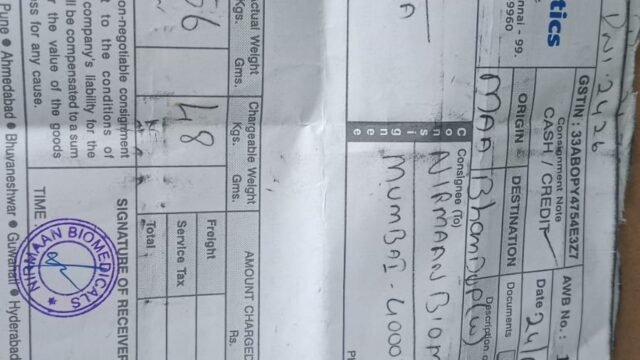 GSTIN : 33ABOPY4754E3Z7
tics
Consignment Note
AWB No. :
nnai - 99.
CASH / CREDIT
Date 24/
9960
ORIGIN DESTINATION
Documents
MAA Bhandup(w)
Description
Consignee (To)
NIRMAAN BIOM
Consignee
MUMBAI - 4000
A
Actual Weight Chargeable Weight AMOUNT CHARGED
Kgs. Gms. Kgs. Gms. Rs.
56 48
Freight
Service Tax
Total
on-negotiable consignment
t to the conditions of
company's liability for the
ll be compensated to a sum
r the value of the goods
ss for any cause.
SIGNATURE OF RECEIVER
TIME
NIRMAAN BIOMEDICALS
Pune ● Ahmedabad ● Bhuvaneshwar ● Guwahati ● Hyderabad